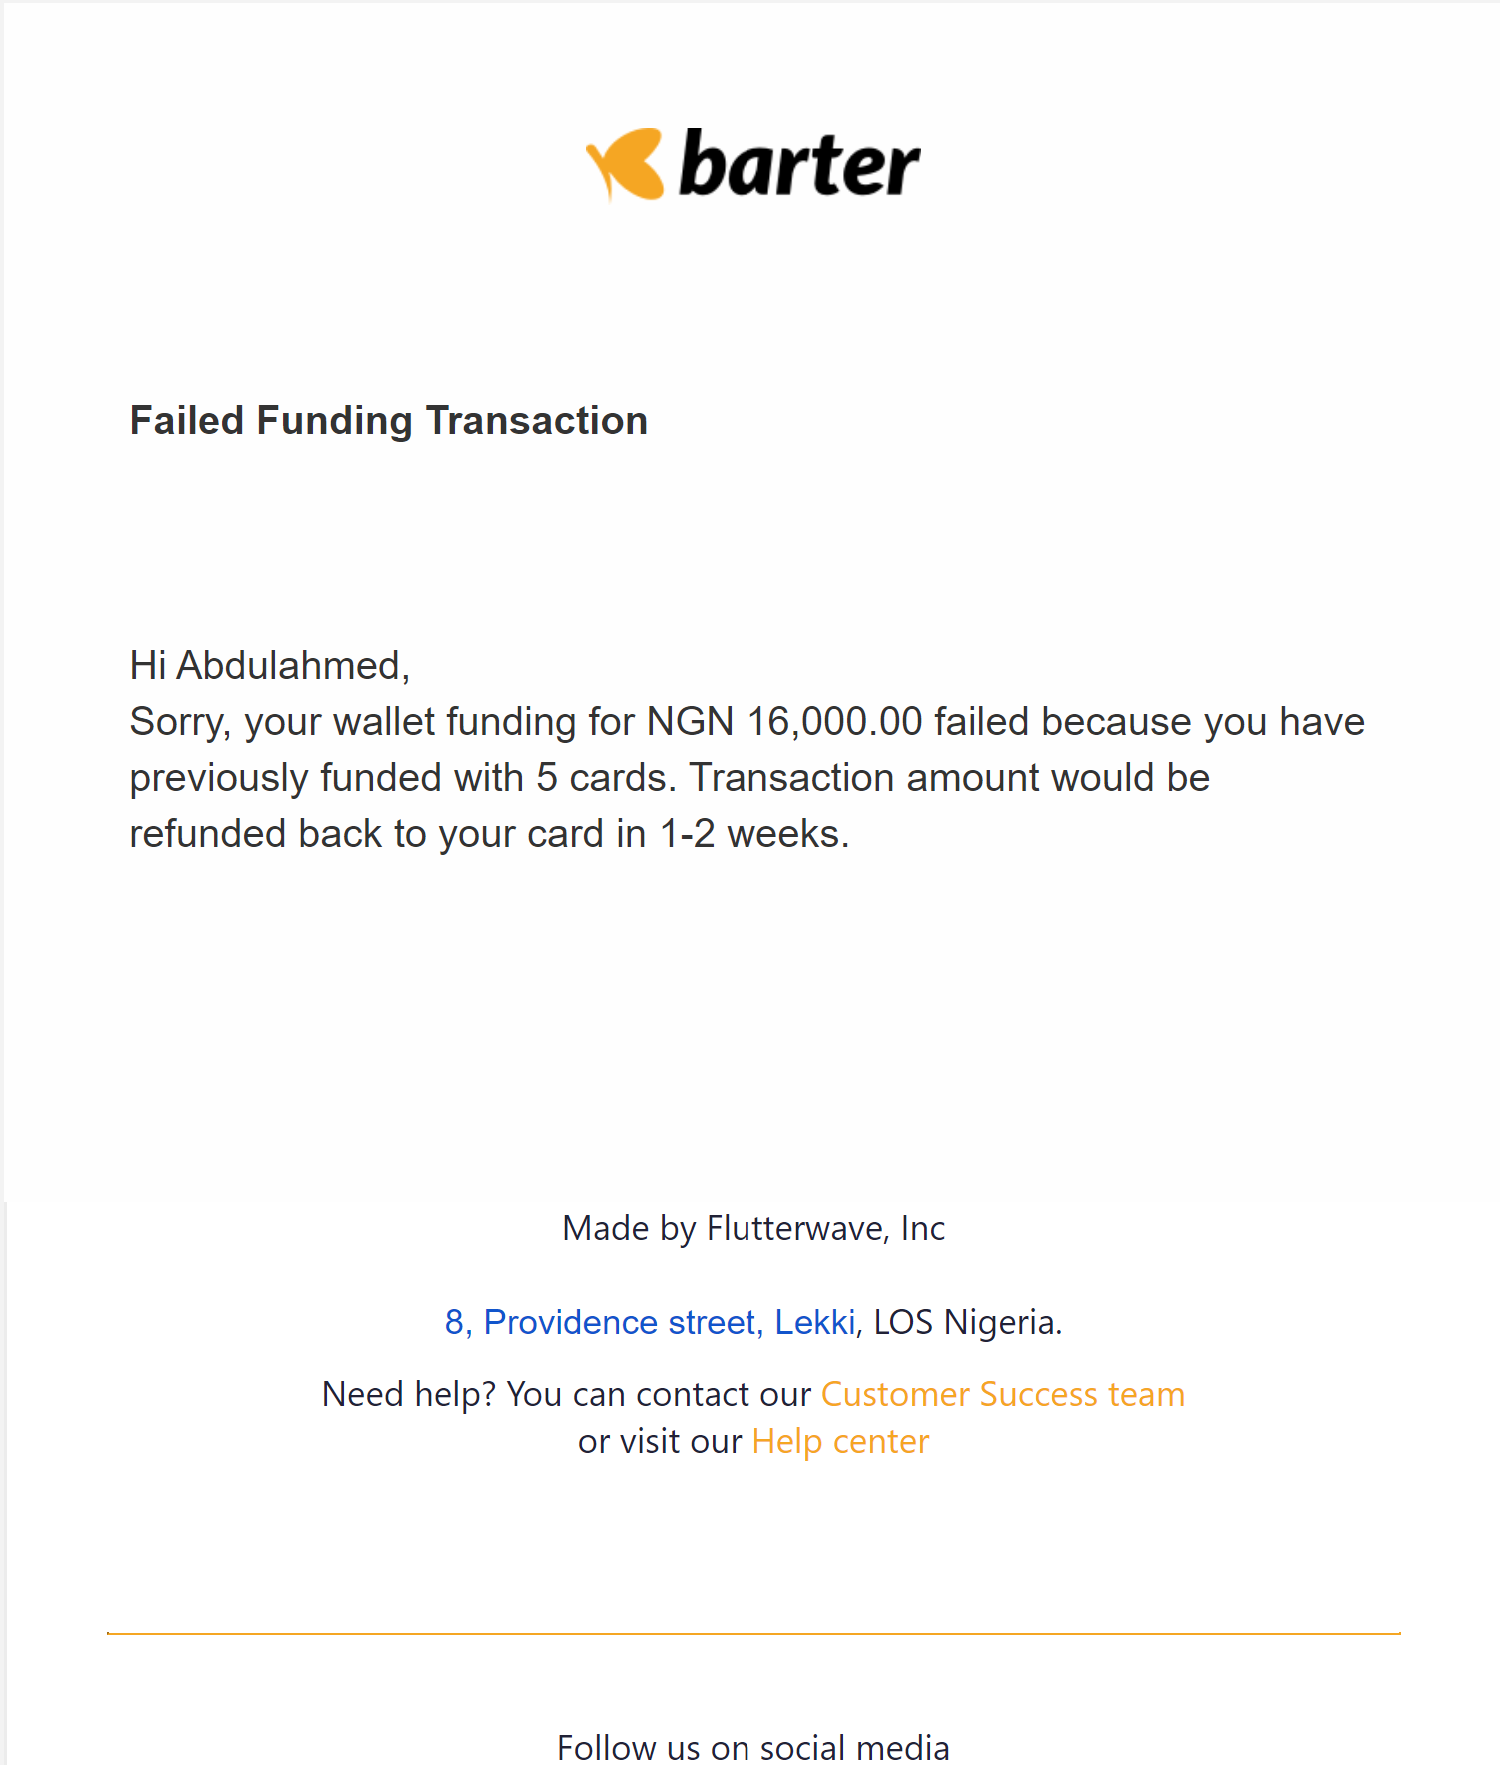 barter
Failed Funding Transaction
Hi Abdulahmed,
Sorry, your wallet funding for NGN 16,000.00 failed because you have
previously funded with 5 cards. Transaction amount would be
refunded back to your card in 1-2 weeks.
Made by Flutterwave, Inc
8, Providence street, Lekki, LOS Nigeria.
Need help? You can contact our Customer Success team
or visit our Help center
Follow us on social media